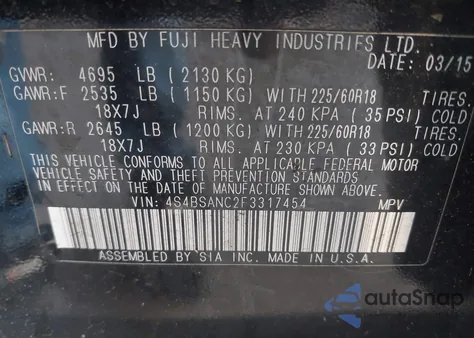 MFD BY FUJI HEAVY INDUSTRIES LTD.
DATE: 03/15
GVWR: 4695 LB (2130 KG)
GAWR:F 2535 LB (1150 KG) WITH 225/60R18 TIRES
18X7J RIMS. AT 240 KPA (35 PSI) COLD
GAWR:R 2645 LB (1200 KG) WITH 225/60R18 TIRES
18X7J RIMS. AT 230 KPA (33 PSI) COLD
THIS VEHICLE CONFORMS TO ALL APPLICABLE FEDERAL MOTOR
VEHICLE SAFETY AND THEFT PREVENTION STANDARDS
IN EFFECT ON THE DATE OF MANUFACTURE SHOWN ABOVE.
VIN: 4S4BSANC2F3317454 MPV
ASSEMBLED BY SIA INC. MADE IN U.S.A.
autoSnap